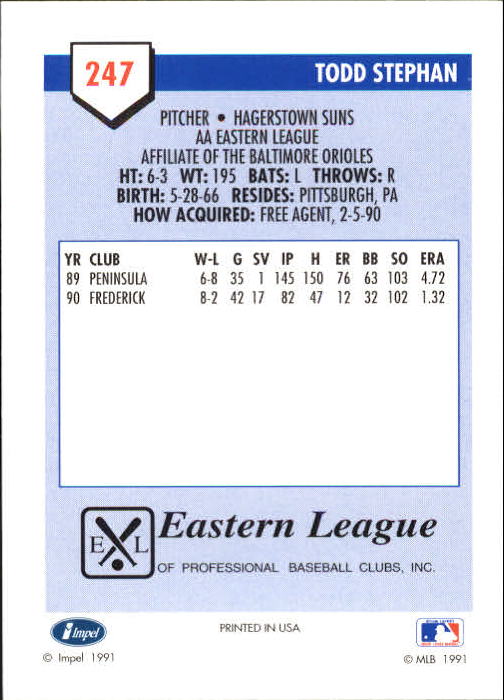 247
TODD STEPHAN
PITCHER • HAGERSTOWN SUNS
AA EASTERN LEAGUE
AFFILIATE OF THE BALTIMORE ORIOLES
HT: 6-3 WT: 195 BATS: L THROWS: R
BIRTH: 5-28-66 RESIDES: PITTSBURGH, PA
HOW ACQUIRED: FREE AGENT, 2-5-90
YR CLUB W-L G SV IP H ER BB SO ERA
89 PENINSULA 6-8 35 1 145 150 76 63 103 4.72
90 FREDERICK 8-2 42 17 82 47 12 32 102 1.32
E L
Eastern League
OF PROFESSIONAL BASEBALL CLUBS, INC.
Impel
PRINTED IN USA
© Impel 1991
© MLB 1991